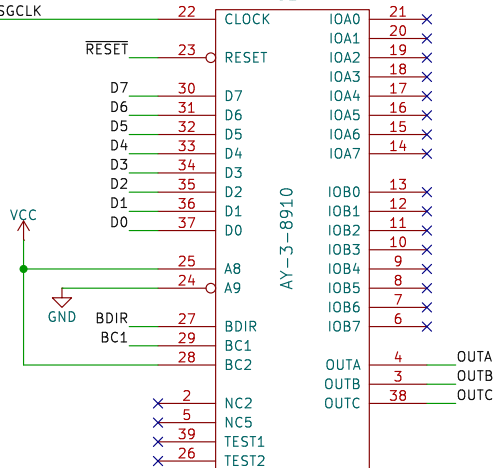 SGCLK 22 CLOCK IOA0 21
IOA1 20
RESET 23 RESET IOA2 19
IOA3 18
D7 30 D7 IOA4 17
D6 31 D6 IOA5 16
D5 32 D5 IOA6 15
D4 33 D4 IOA7 14
D3 34 D3
D2 35 D2 IOB0 13
D1 36 D1 IOB1 12
D0 37 D0 IOB2 11
VCC
AY-3-8910
IOB3 10
25 A8 IOB4 9
24 A9 IOB5 8
GND
IOB6 7
BDIR 27 BDIR IOB7 6
BC1 29 BC1
28 BC2 OUTA 4 OUTA
OUTB 3 OUTB
2 NC2 OUTC 38 OUTC
5 NC5
39 TEST1
26 TEST2